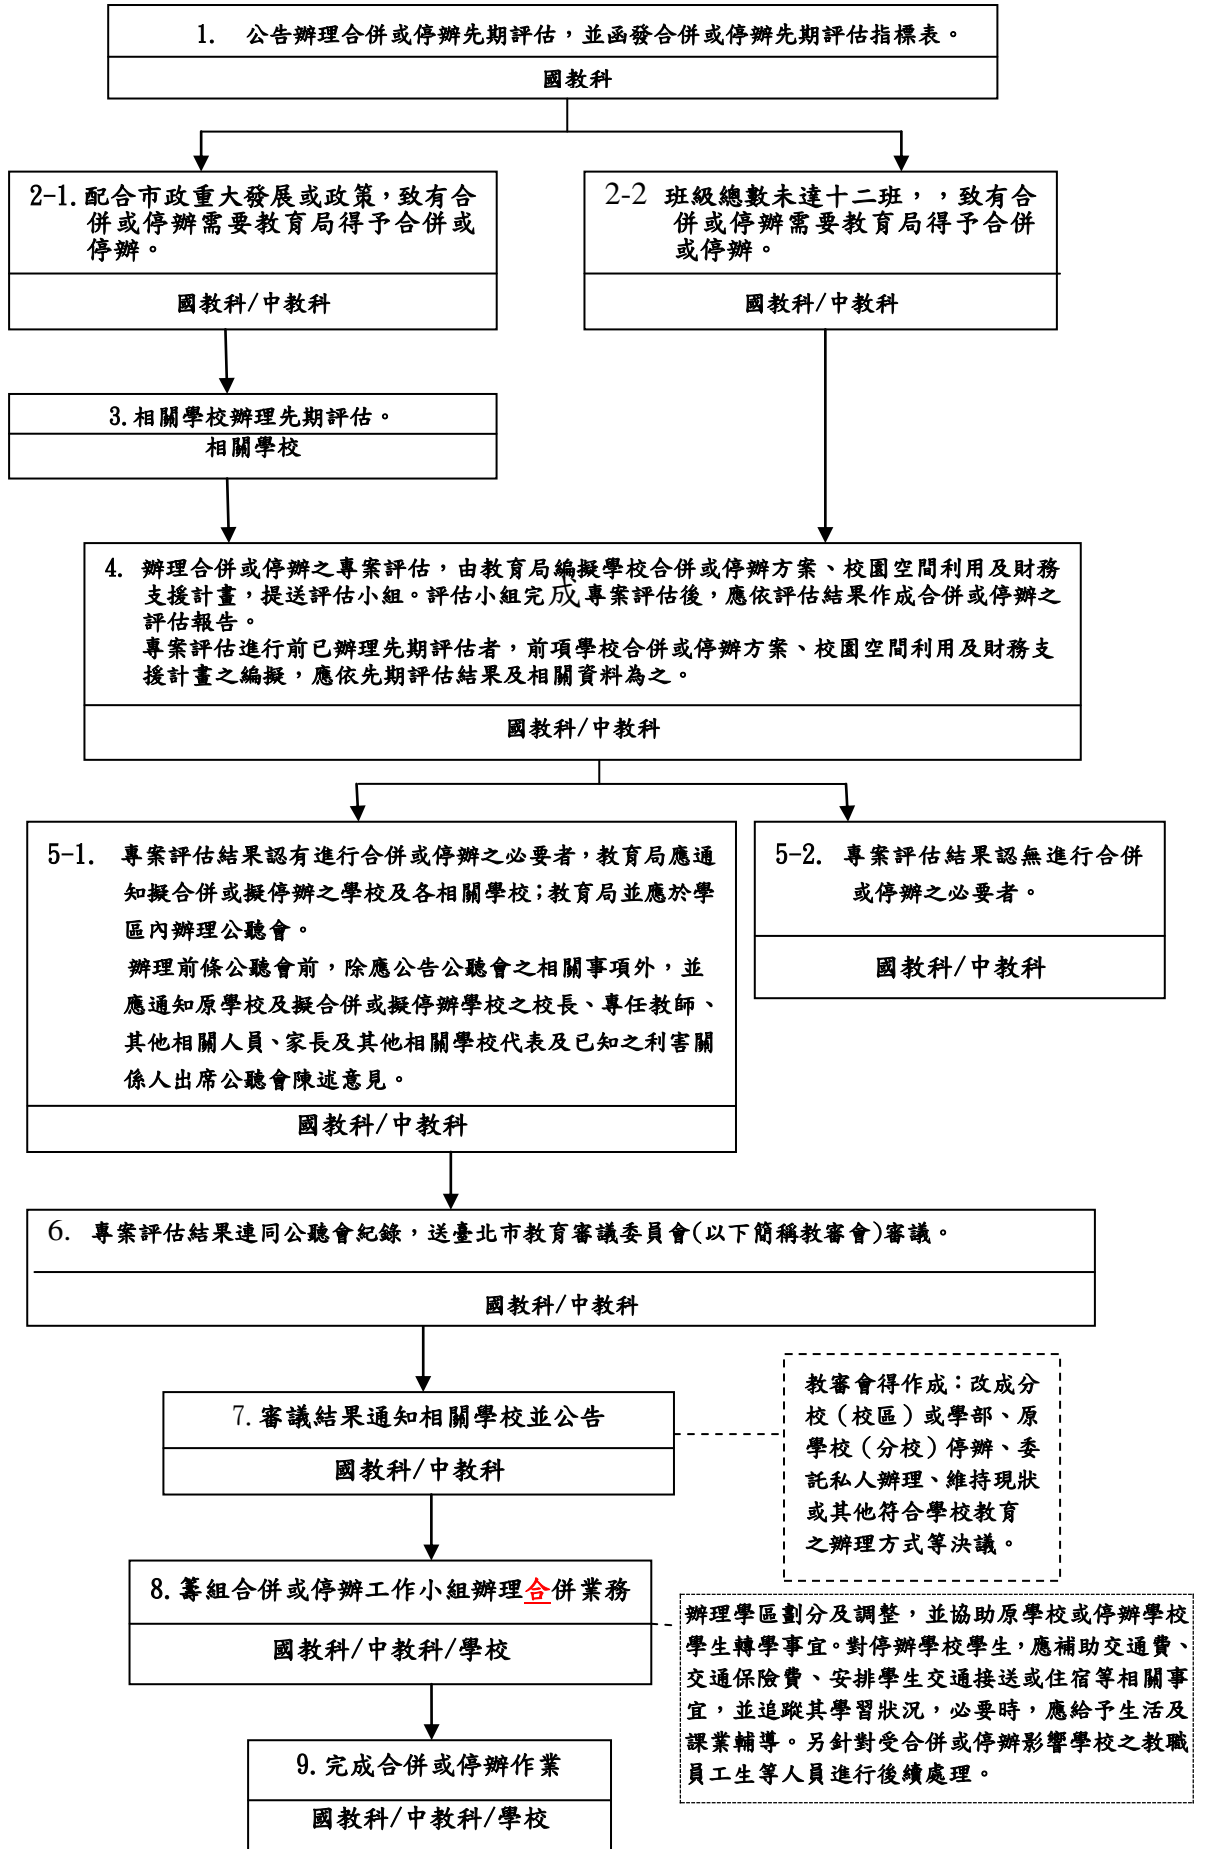 1. 公告辦理合併或停辦先期評估，並函發合併或停辦先期評估指標表。
國教科
2-1.配合市政重大發展或政策，致有合
併或停辦需要教育局得予合併或
停辦。
國教科/中教科
2-2 班級總數未達十二班，，致有合
併或停辦需要教育局得予合併
或停辦。
國教科/中教科
3.相關學校辦理先期評估。
相關學校
4. 辦理合併或停辦之專案評估，由教育局編擬學校合併或停辦方案、校園空間利用及財務
支援計畫，提送評估小組。評估小組完成專案評估後，應依評估結果作成合併或停辦之
評估報告。
專案評估進行前已辦理先期評估者，前項學校合併或停辦方案、校園空間利用及財務支
援計畫之編擬，應依先期評估結果及相關資料為之。
國教科/中教科
5-1. 專案評估結果認有進行合併或停辦之必要者，教育局應通
知擬合併或擬停辦之學校及各相關學校；教育局並應於學
區內辦理公聽會。
辦理前條公聽會前，除應公告公聽會之相關事項外，並
應通知原學校及擬合併或擬停辦學校之校長、專任教師、
其他相關人員、家長及其他相關學校代表及已知之利害關
係人出席公聽會陳述意見。
國教科/中教科
5-2. 專案評估結果認無進行合併
或停辦之必要者。
國教科/中教科
6. 專案評估結果連同公聽會紀錄，送臺北市教育審議委員會(以下簡稱教審會)審議。
國教科/中教科
7.審議結果通知相關學校並公告
國教科/中教科
教審會得作成：改成分
校（校區）或學部、原
學校（分校）停辦、委
託私人辦理、維持現狀
或其他符合學校教育
之辦理方式等決議。
8.籌組合併或停辦工作小組辦理合併業務
國教科/中教科/學校
辦理學區劃分及調整，並協助原學校或停辦學校
學生轉學事宜。對停辦學校學生，應補助交通費、
交通保險費、安排學生交通接送或住宿等相關事
宜，並追蹤其學習狀況，必要時，應給予生活及
課業輔導。另針對受合併或停辦影響學校之教職
員工生等人員進行後續處理。
9.完成合併或停辦作業
國教科/中教科/學校